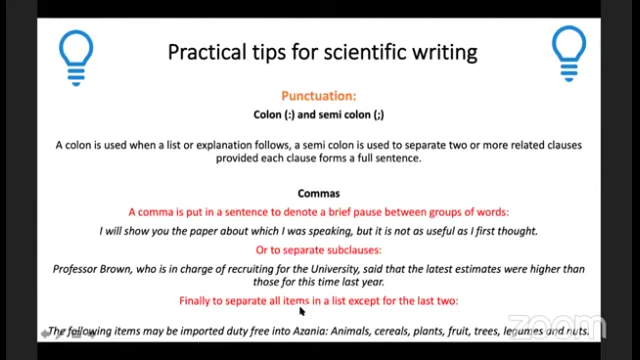 Practical tips for scientific writing
Punctuation:
Colon (:) and semi colon (;)
A colon is used when a list or explanation follows, a semi colon is used to separate two or more related clauses
provided each clause forms a full sentence.
Commas
A comma is put in a sentence to denote a brief pause between groups of words:
I will show you the paper about which I was speaking, but it is not as useful as I first thought.
Or to separate subclauses:
Professor Brown, who is in charge of recruiting for the University, said that the latest estimates were higher than
those for this time last year.
Finally to separate all items in a list except for the last two:
The following items may be imported duty free into Azania: Animals, cereals, plants, fruit, trees, legumes and nuts.
zoom